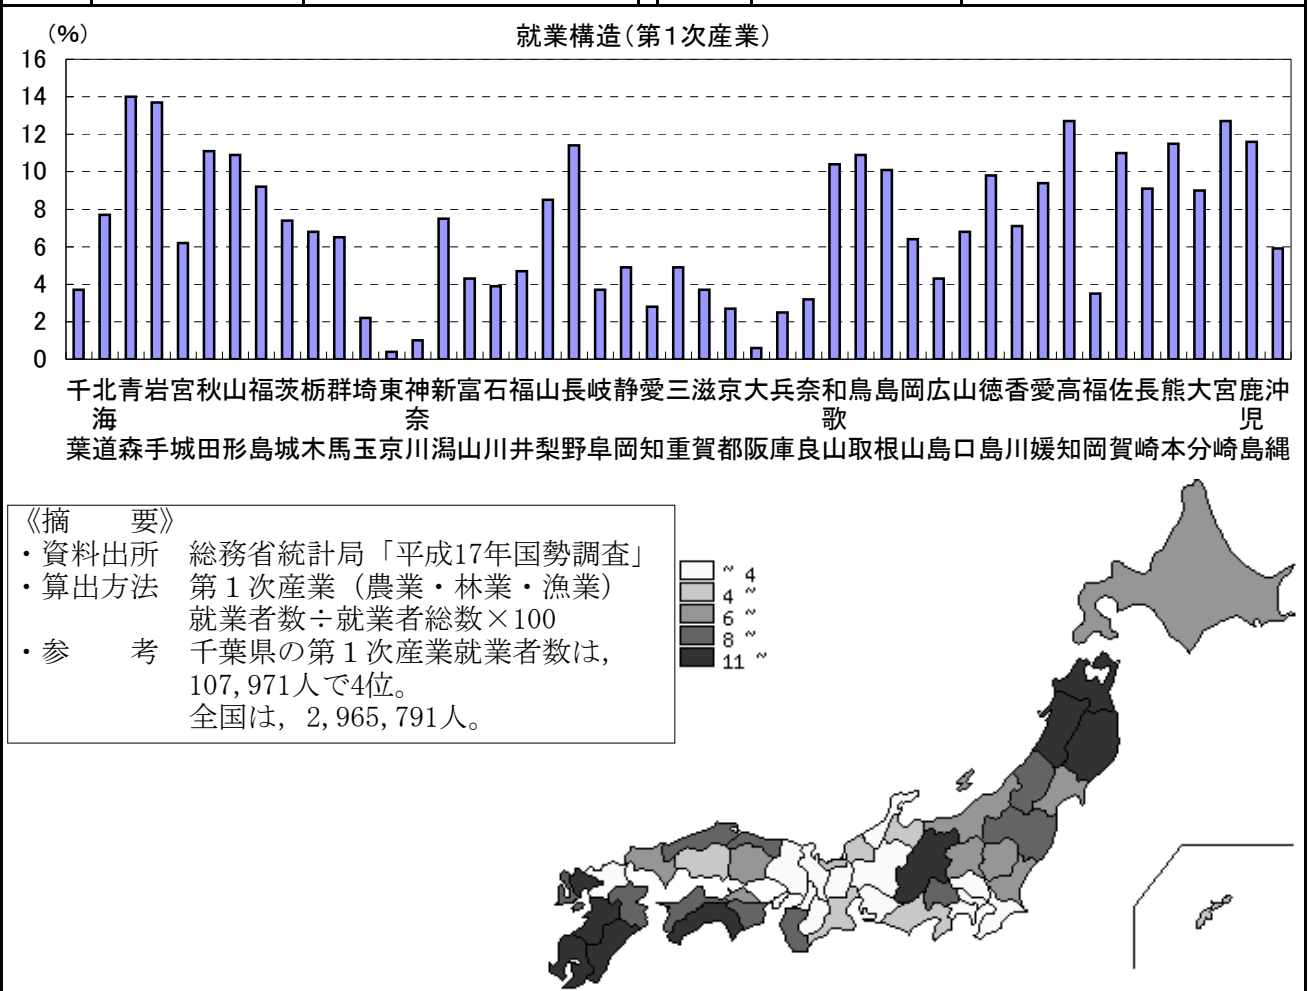 (%)
就業構造(第1次産業)
16
14
12
10
8
6
4
2
0
千葉 北海道 青森 岩手 宮城 秋田 山形 福島 茨城 栃木 群馬 埼玉 東京 神奈川 新潟 富山 石川 福井 山梨 長野 岐阜 静岡 愛知 三重 滋賀 京都 大阪 兵庫 奈良 和歌山 鳥取 島根 岡山 広島 山口 徳島 香川 愛媛 高知 福岡 佐賀 長崎 熊本 大分 宮崎 鹿児島 沖縄
《摘　要》
・資料出所　総務省統計局「平成17年国勢調査」
・算出方法　第1次産業（農業・林業・漁業）
就業者数÷就業者総数×100
・参　考　千葉県の第1次産業就業者数は,
107,971人で4位。
全国は, 2,965,791人。
~ 4
4 ~
6 ~
8 ~
11 ~